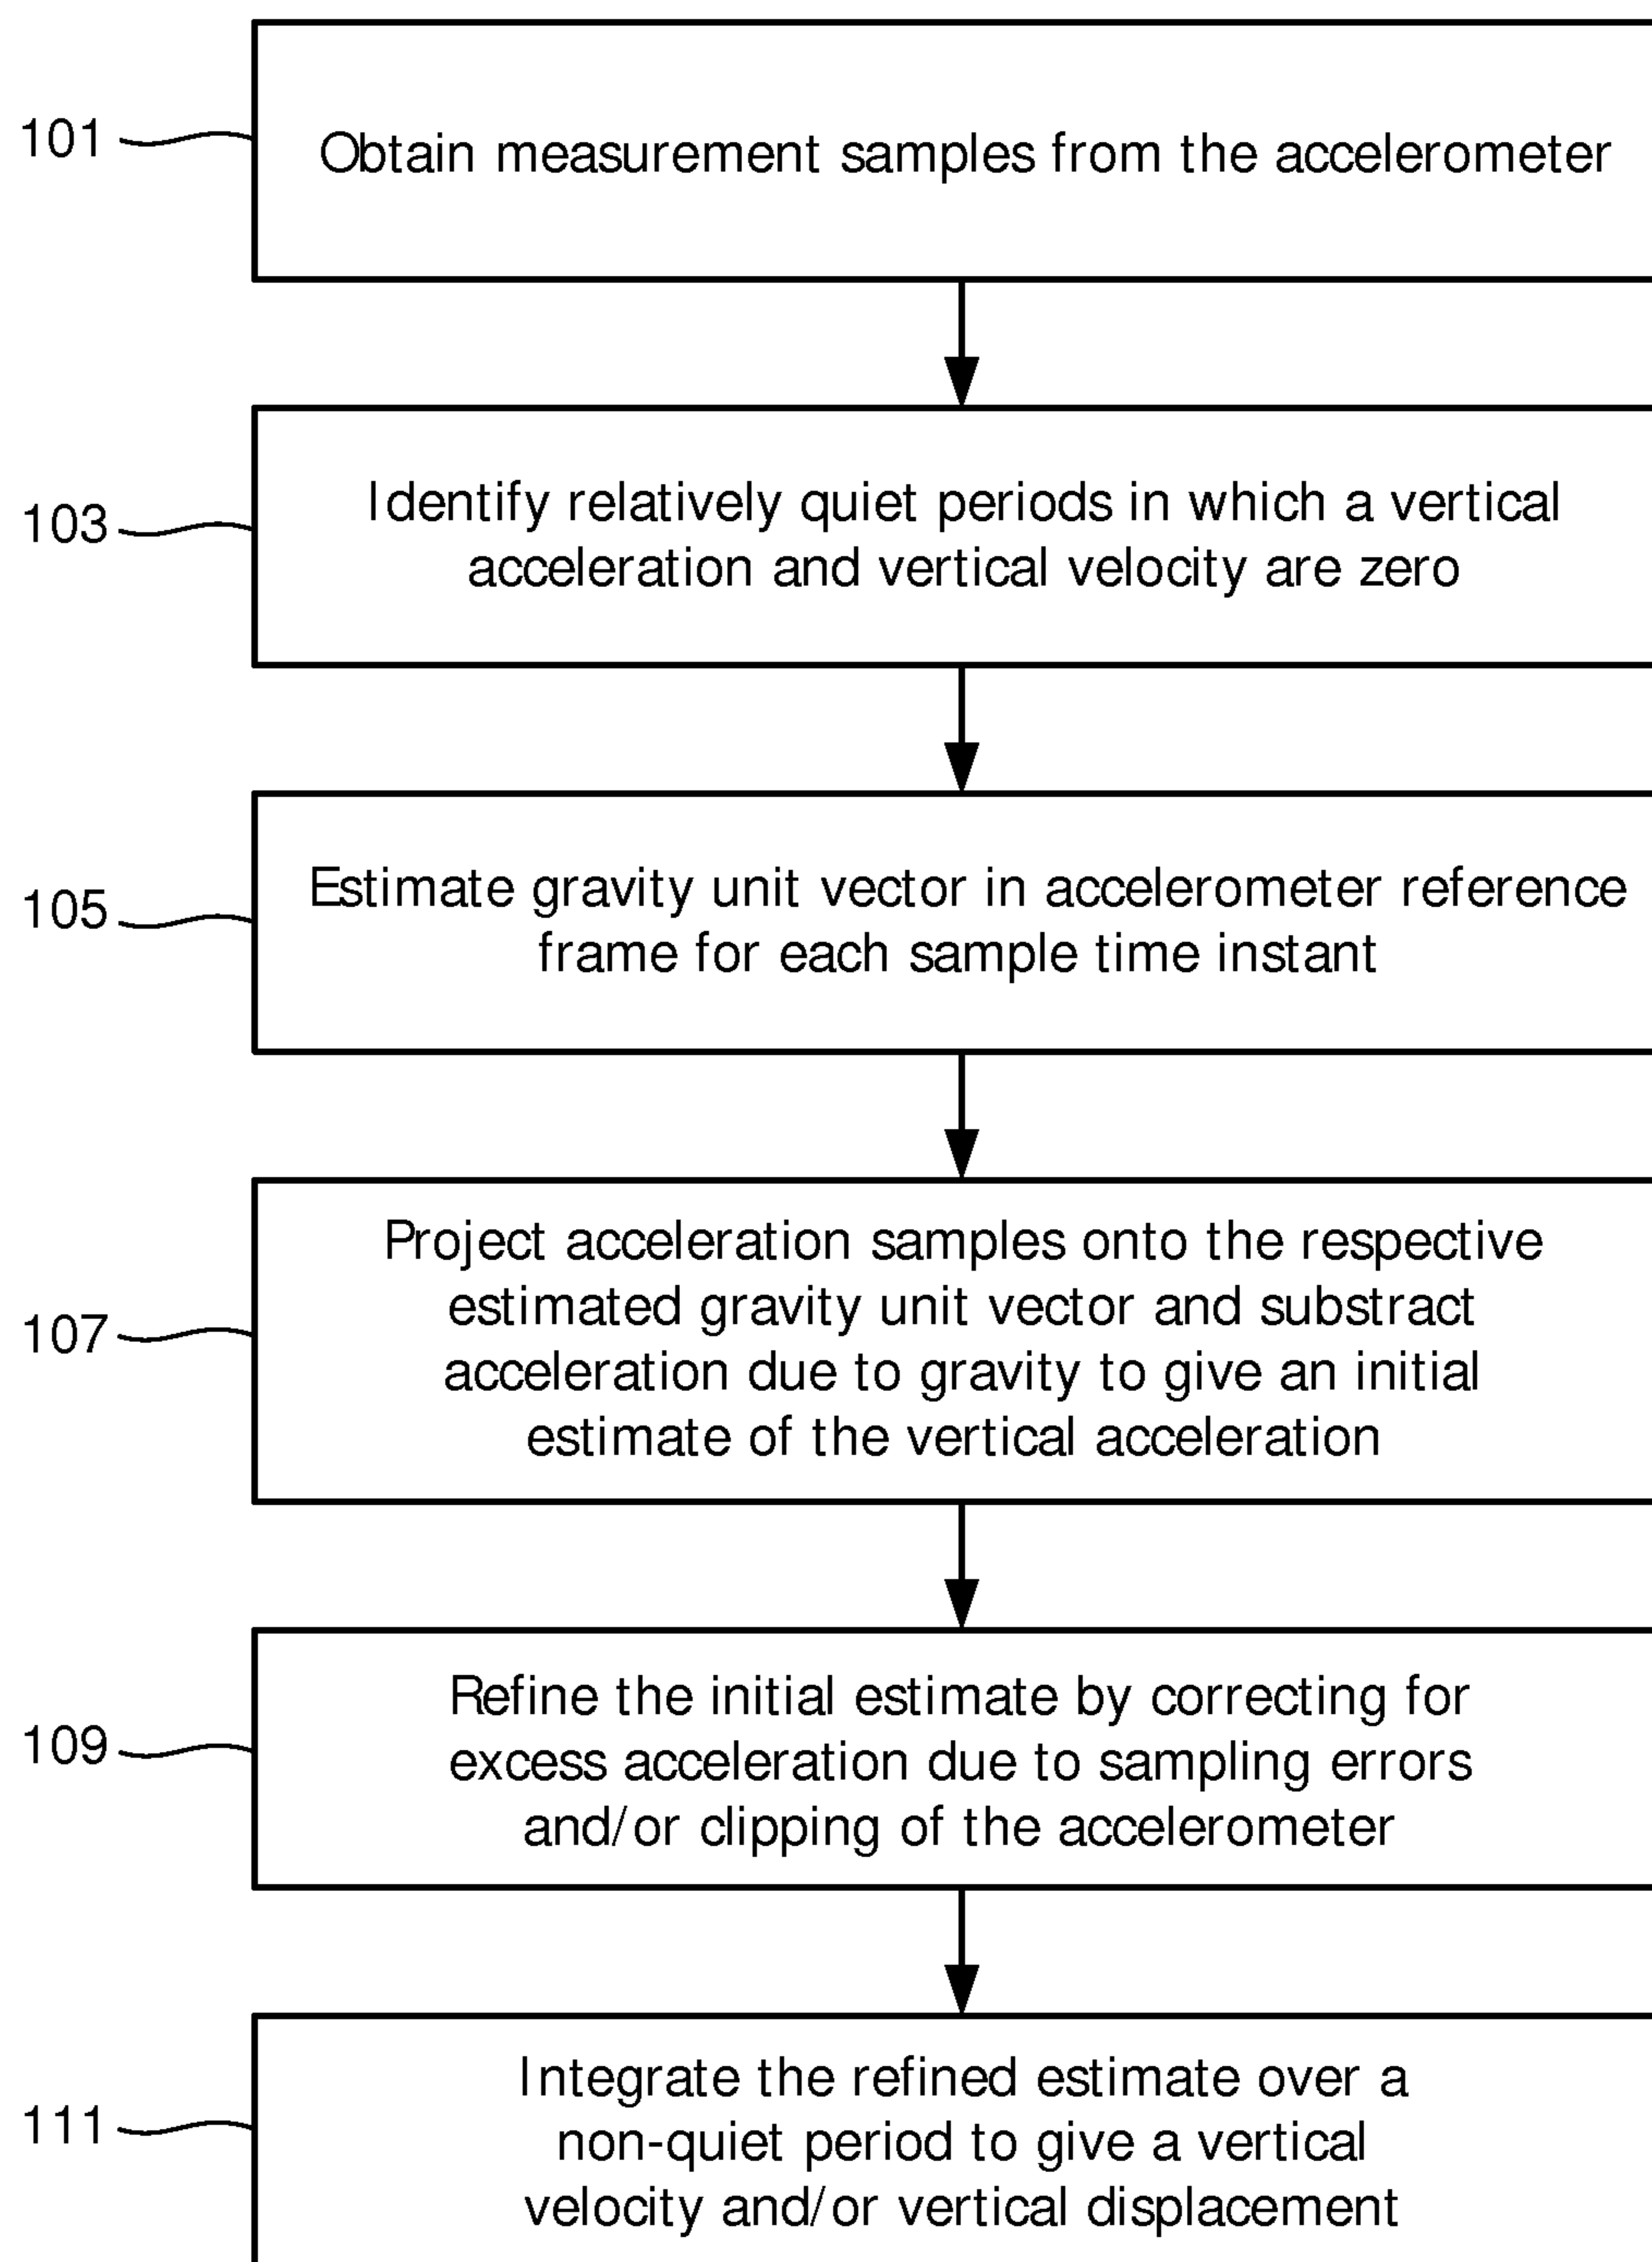 101
Obtain measurement samples from the accelerometer
103
Identify relatively quiet periods in which a vertical
acceleration and vertical velocity are zero
105
Estimate gravity unit vector in accelerometer reference
frame for each sample time instant
107
Project acceleration samples onto the respective
estimated gravity unit vector and substract
acceleration due to gravity to give an initial
estimate of the vertical acceleration
109
Refine the initial estimate by correcting for
excess acceleration due to sampling errors
and/or clipping of the accelerometer
111
Integrate the refined estimate over a
non-quiet period to give a vertical
velocity and/or vertical displacement